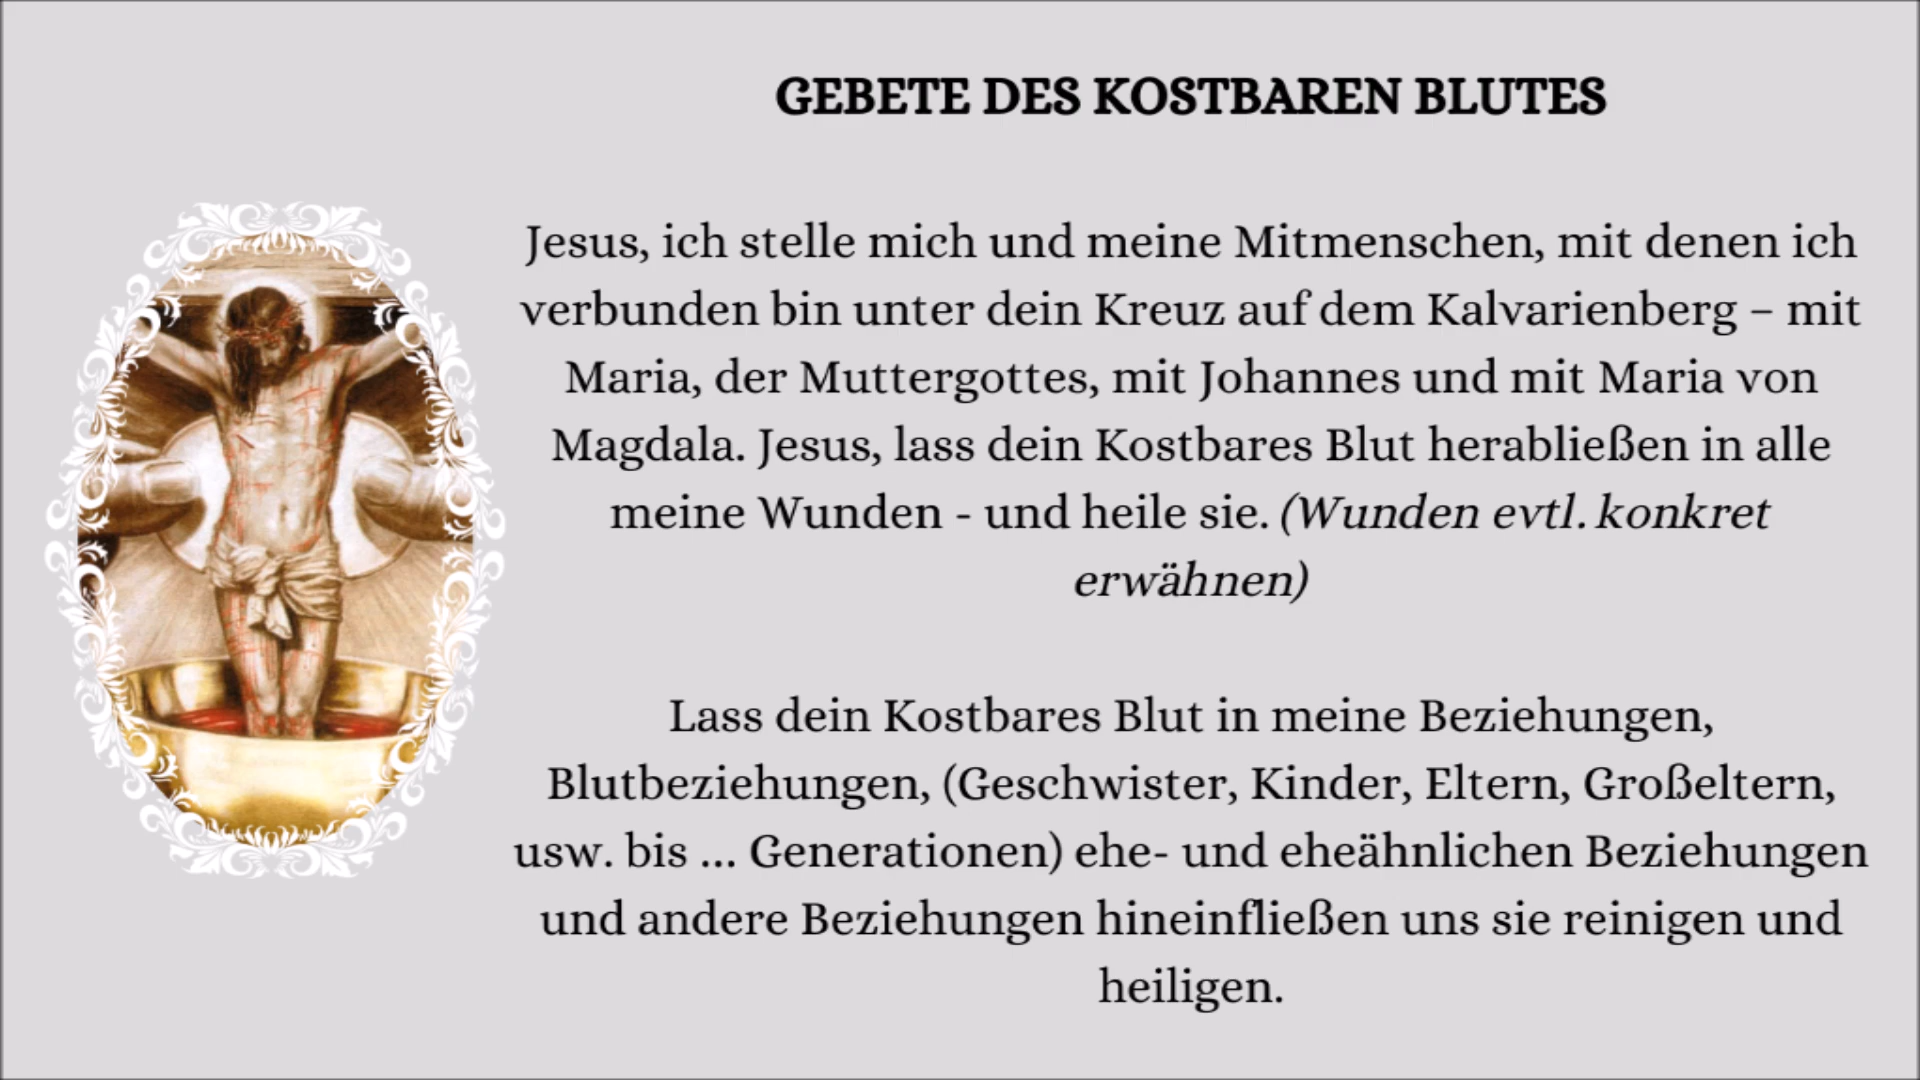 GEBETE DES KOSTBAREN BLUTES
Jesus, ich stelle mich und meine Mitmenschen, mit denen ich
verbunden bin unter dein Kreuz auf dem Kalvarienberg – mit
Maria, der Muttergottes, mit Johannes und mit Maria von
Magdala. Jesus, lass dein Kostbares Blut herabließen in alle
meine Wunden - und heile sie. (Wunden evtl. konkret
erwähnen)
Lass dein Kostbares Blut in meine Beziehungen,
Blutbeziehungen, (Geschwister, Kinder, Eltern, Großeltern,
usw. bis ... Generationen) ehe- und eheähnlichen Beziehungen
und andere Beziehungen hineinfließen uns sie reinigen und
heiligen.